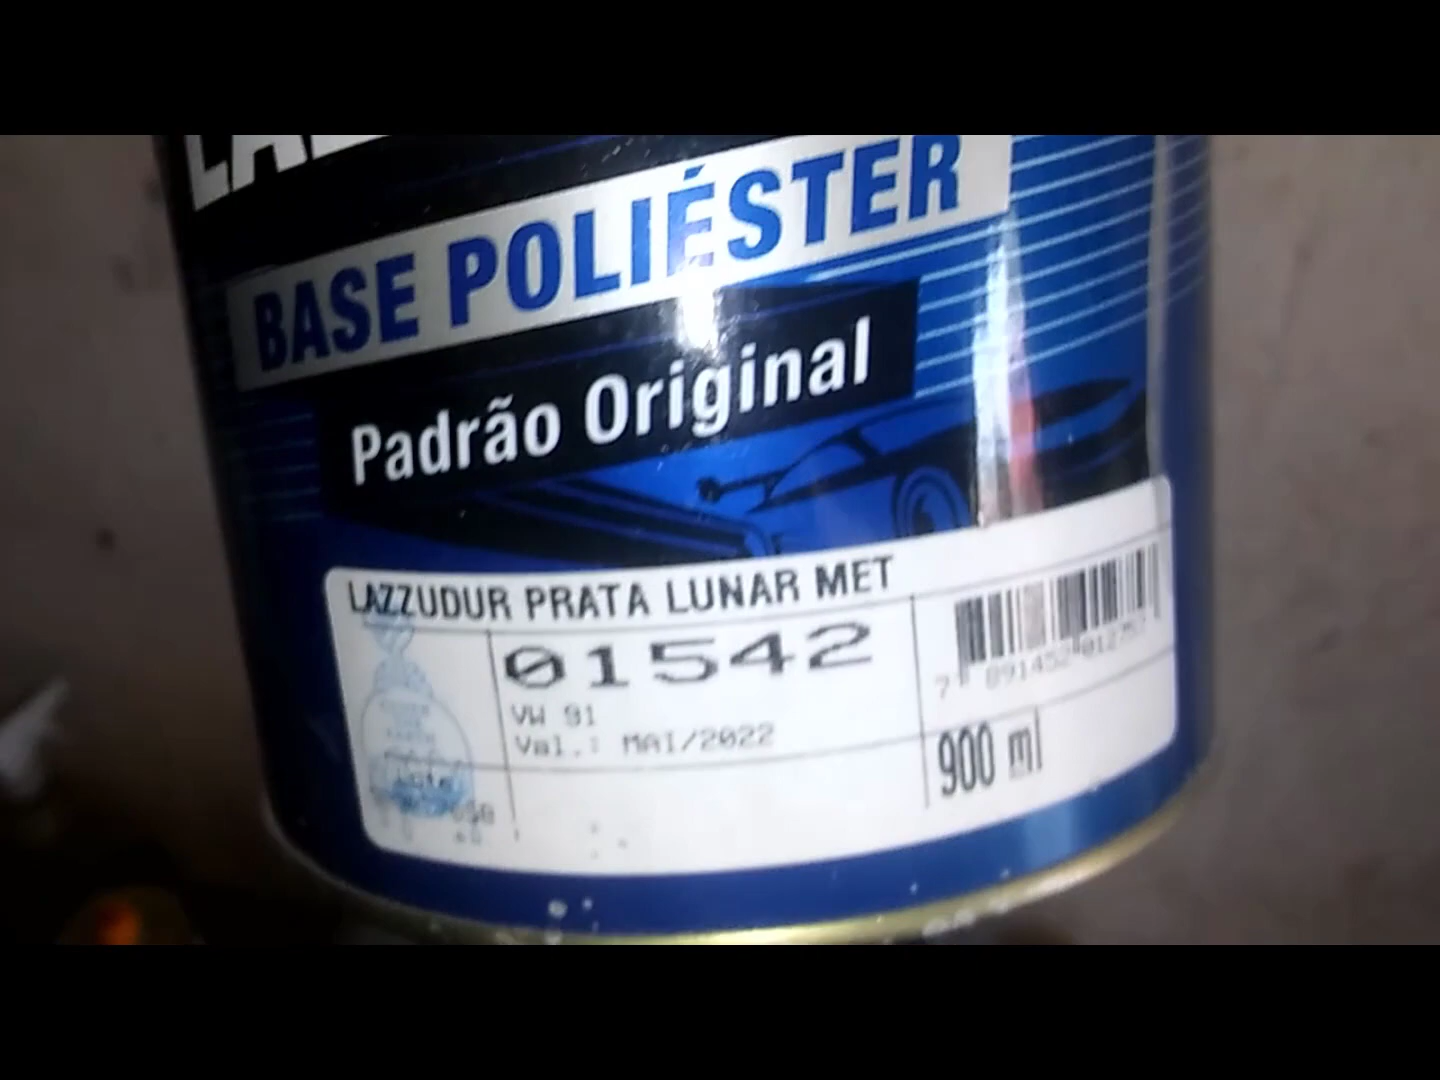 BASE POLIÉSTER
Padrão Original
LAZZUDUR PRATA LUNAR MET
01542
VW 91
Val.: MAI/2022
900 ml